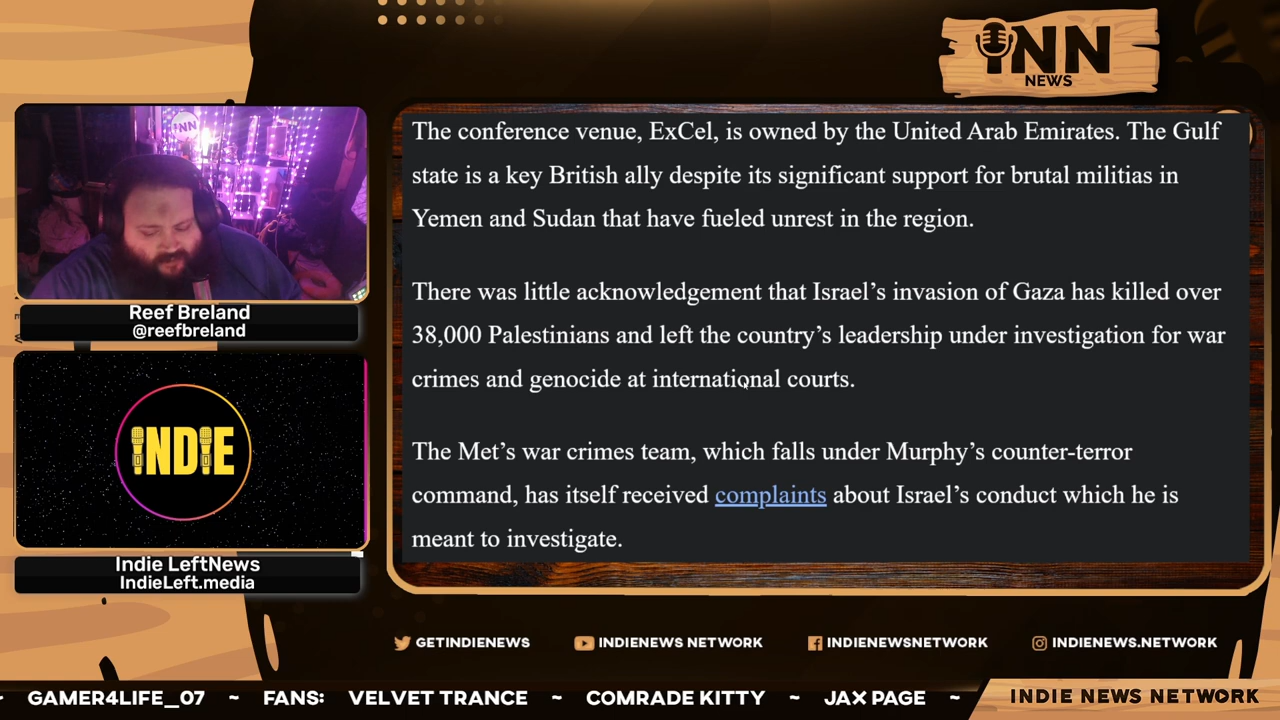 INN
NEWS
The conference venue, ExCel, is owned by the United Arab Emirates. The Gulf
state is a key British ally despite its significant support for brutal militias in
Yemen and Sudan that have fueled unrest in the region.
There was little acknowledgement that Israel’s invasion of Gaza has killed over
38,000 Palestinians and left the country’s leadership under investigation for war
crimes and genocide at international courts.
The Met’s war crimes team, which falls under Murphy’s counter-terror
command, has itself received complaints about Israel’s conduct which he is
meant to investigate.
INN
Reef Breland
@reefbreland
INDIE
Indie LeftNews
IndieLeft.media
GETINDIENEWS
INDIENEWS NETWORK
INDIENEWSNETWORK
INDIENEWS.NETWORK
GAMER4LIFE_07 ~ FANS: VELVET TRANCE ~ COMRADE KITTY ~ JAX PAGE ~
INDIE NEWS NETWORK